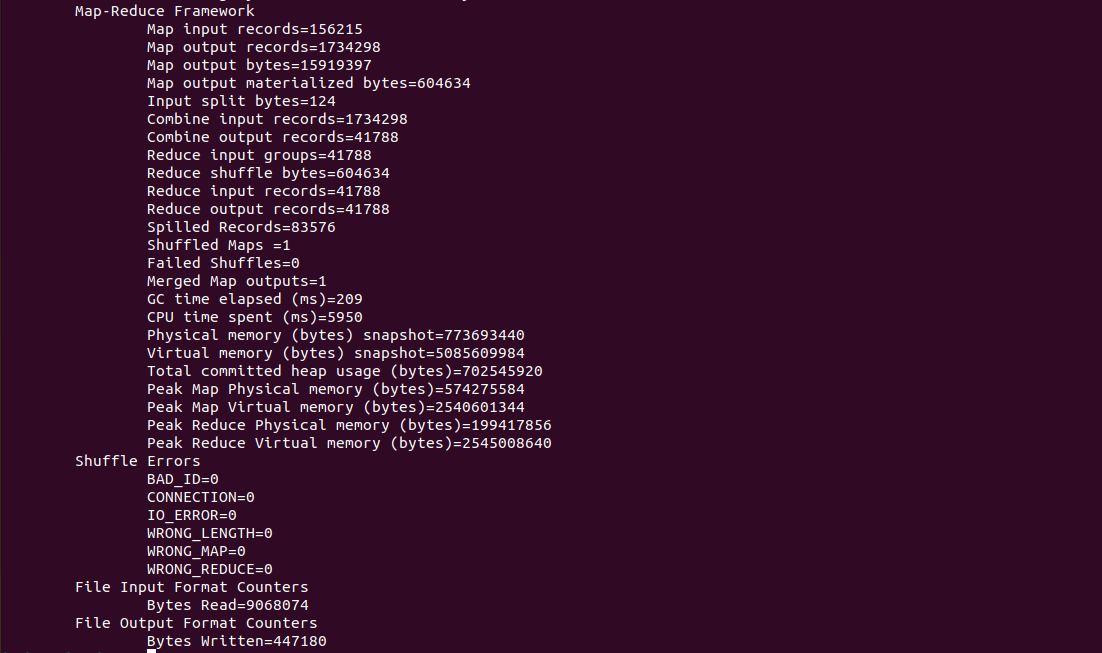 Map-Reduce Framework
Map input records=156215
Map output records=1734298
Map output bytes=15919397
Map output materialized bytes=604634
Input split bytes=124
Combine input records=1734298
Combine output records=41788
Reduce input groups=41788
Reduce shuffle bytes=604634
Reduce input records=41788
Reduce output records=41788
Spilled Records=83576
Shuffled Maps =1
Failed Shuffles=0
Merged Map outputs=1
GC time elapsed (ms)=209
CPU time spent (ms)=5950
Physical memory (bytes) snapshot=773693440
Virtual memory (bytes) snapshot=5085609984
Total committed heap usage (bytes)=702545920
Peak Map Physical memory (bytes)=574275584
Peak Map Virtual memory (bytes)=2540601344
Peak Reduce Physical memory (bytes)=199417856
Peak Reduce Virtual memory (bytes)=2545008640
Shuffle Errors
BAD_ID=0
CONNECTION=0
IO_ERROR=0
WRONG_LENGTH=0
WRONG_MAP=0
WRONG_REDUCE=0
File Input Format Counters
Bytes Read=9068074
File Output Format Counters
Bytes Written=447180